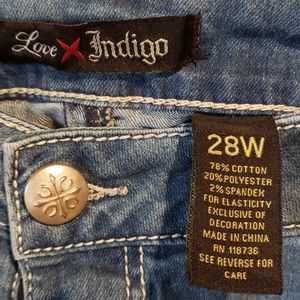 Love Indigo
28W
78% COTTON
20% POLYESTER
2% SPANDEX
FOR ELASTICITY
EXCLUSIVE OF
DECORATION
MADE IN CHINA
RN 118736
SEE REVERSE FOR
CARE